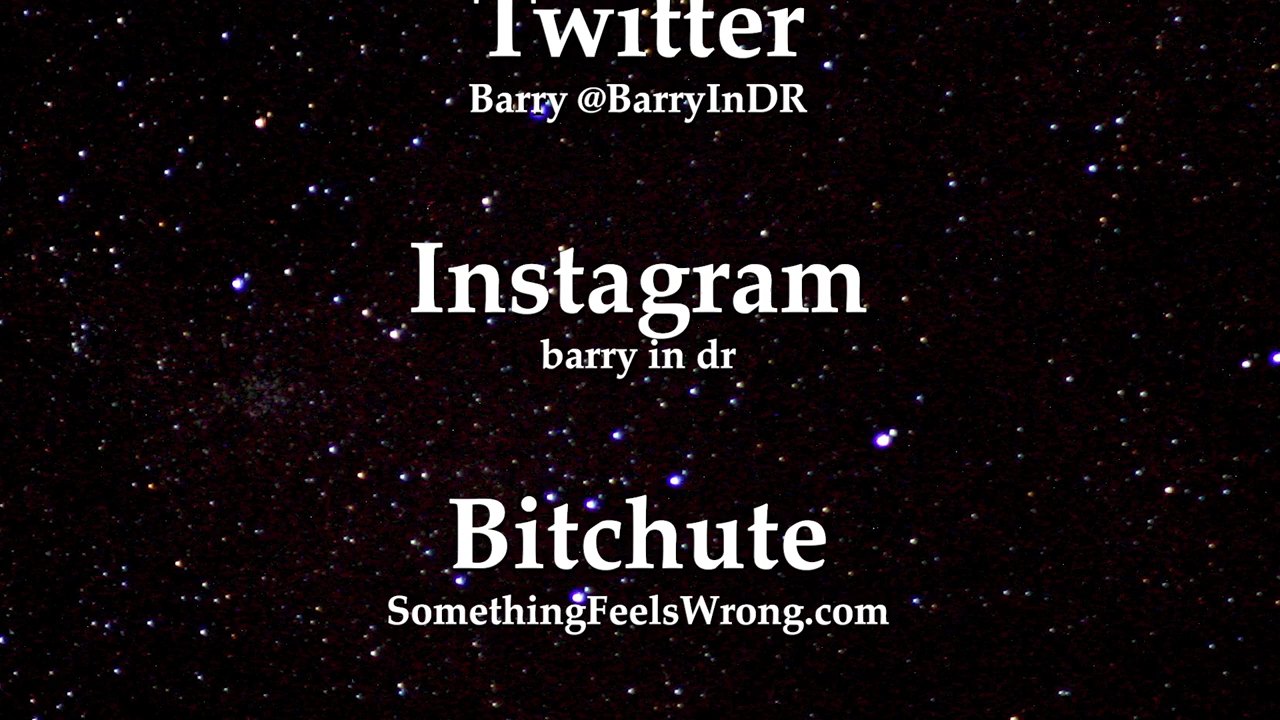 Twitter
Barry @BarryInDR
Instagram
barry in dr
Bitchute
SomethingFeelsWrong.com